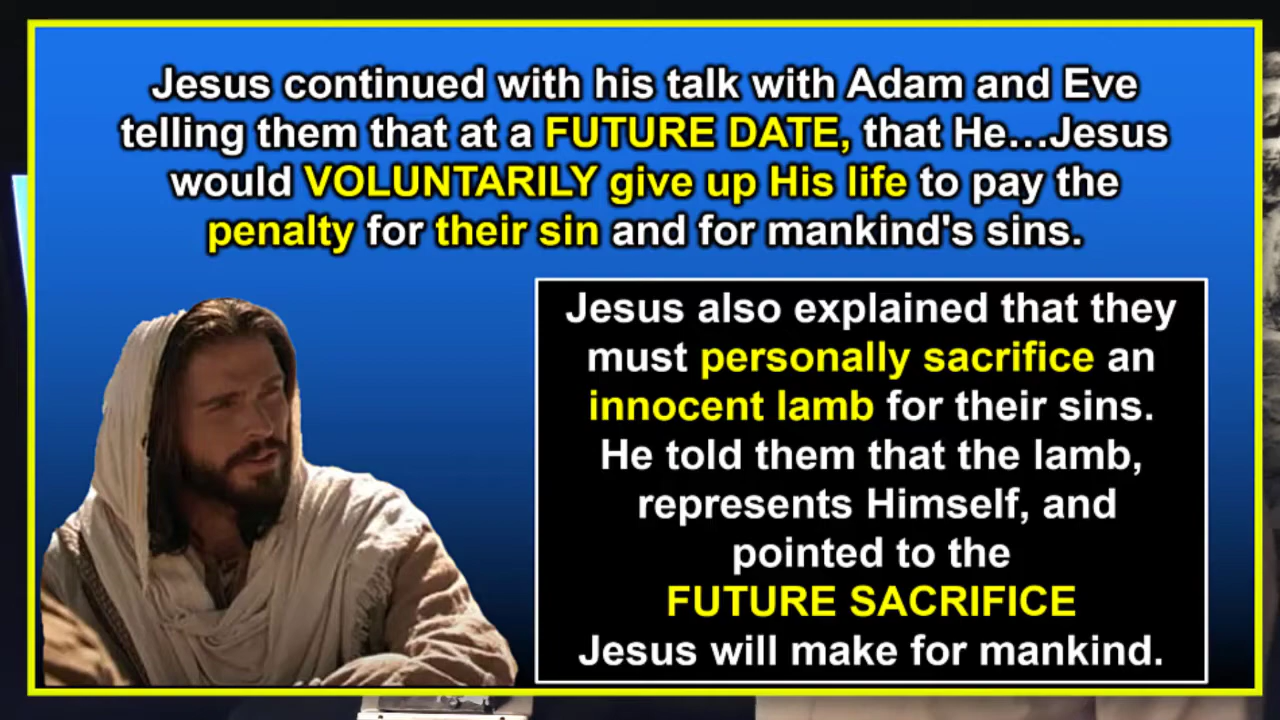 Jesus continued with his talk with Adam and Eve
telling them that at a FUTURE DATE, that He...Jesus
would VOLUNTARILY give up His life to pay the
penalty for their sin and for mankind's sins.
Jesus also explained that they
must personally sacrifice an
innocent lamb for their sins.
He told them that the lamb,
represents Himself, and
pointed to the
FUTURE SACRIFICE
Jesus will make for mankind.